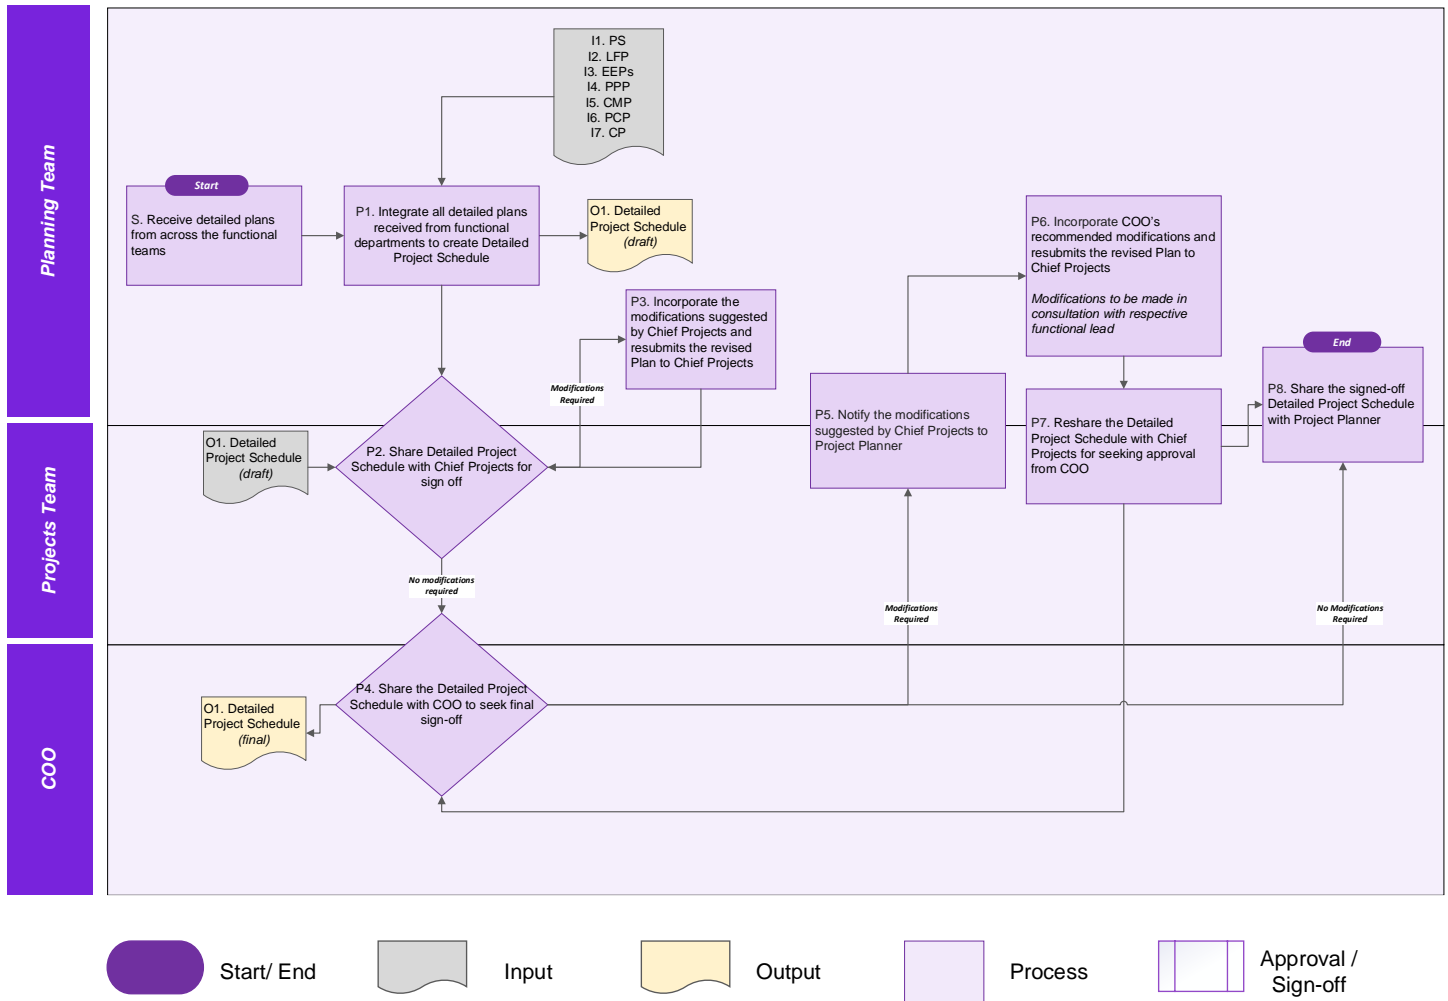 Planning Team
I1. PS
I2. LFP
I3. EEPs
I4. PPP
I5. CMP
I6. PCP
I7. CP
Start
S. Receive detailed plans
from across the functional
teams
P1. Integrate all detailed plans
received from functional
departments to create Detailed
Project Schedule
O1. Detailed
Project Schedule
(draft)
P3. Incorporate the
modifications suggested
by Chief Projects and
resubmits the revised
Plan to Chief Projects
Modifications
Required
P6. Incorporate COO's
recommended modifications and
resubmits the revised Plan to
Chief Projects
Modifications to be made in
consultation with respective
functional lead
End
P8. Share the signed-off
Detailed Project Schedule
with Project Planner
P5. Notify the modifications
suggested by Chief Projects to
Project Planner
P7. Reshare the Detailed
Project Schedule with Chief
Projects for seeking approval
from COO
Projects Team
O1. Detailed
Project Schedule
(draft)
P2. Share Detailed Project
Schedule with Chief Projects for
sign off
No modifications
required
Modifications
Required
No Modifications
Required
COO
P4. Share the Detailed Project
Schedule with COO to seek final
sign-off
O1. Detailed
Project Schedule
(final)
Start/ End
Input
Output
Process
Approval /
Sign-off